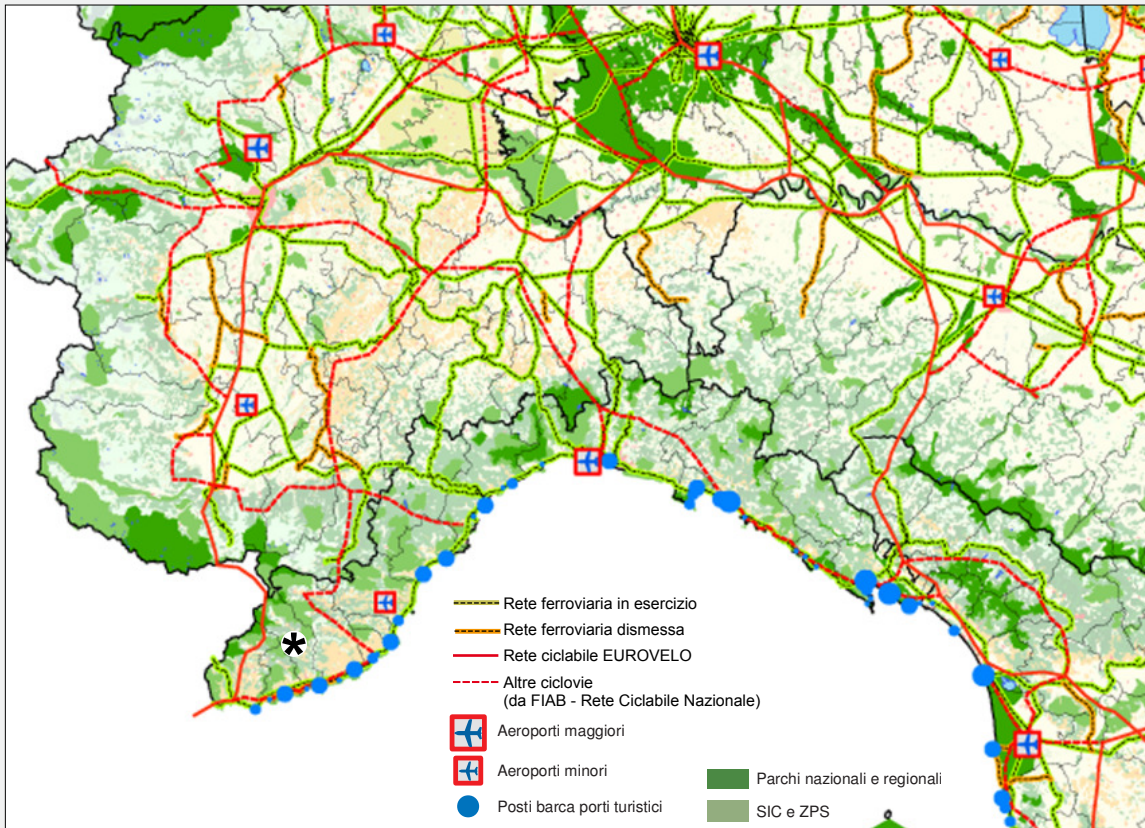 *
Rete ferroviaria in esercizio
Rete ferroviaria dismessa
Rete ciclabile EUROVELO
Altre ciclovie
(da FIAB - Rete Ciclabile Nazionale)
Aeroporti maggiori
Aeroporti minori
Posti barca porti turistici
Parchi nazionali e regionali
SIC e ZPS